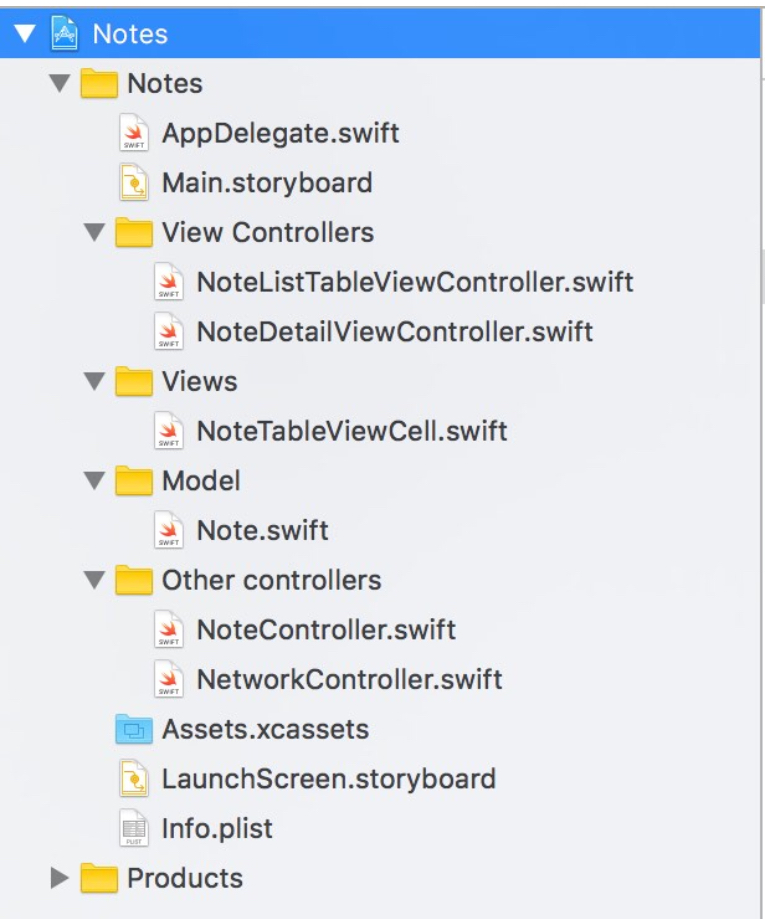 Notes
Notes
AppDelegate.swift
Main.storyboard
View Controllers
NoteListTableViewController.swift
NoteDetailViewController.swift
Views
NoteTableViewCell.swift
Model
Note.swift
Other controllers
NoteController.swift
NetworkController.swift
Assets.xcassets
LaunchScreen.storyboard
Info.plist
Products